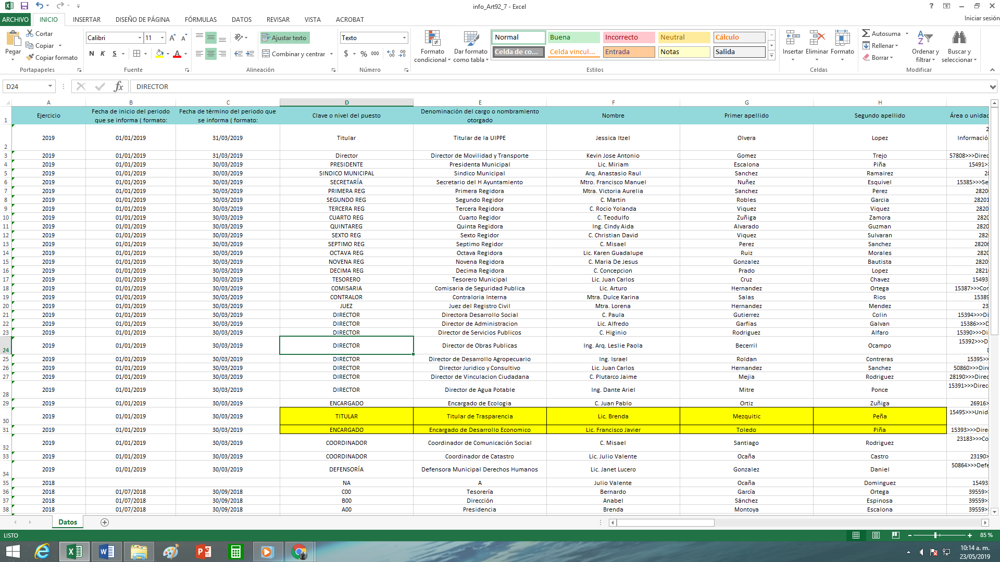 info_Art92_7 - Excel
ARCHIVO INICIO INSERTAR DISEÑO DE PÁGINA FÓRMULAS DATOS REVISAR VISTA ACROBAT Iniciar sesión
Pegar Cortar Copiar Copiar formato
Calibri 11 N K S
Ajustar texto Combinar y centrar
Texto $ % 000
Formato condicional Dar formato como tabla
Normal Buena Incorrecto Neutral Cálculo
Celda de co... Celda vincul... Entrada Notas Salida
Insertar Eliminar Formato
Autosuma Rellenar Borrar Ordenar y filtrar Buscar y seleccionar
Portapapeles Fuente Alineación Número Estilos Celdas Modificar
D24 fx DIRECTOR
A B C D E F G H
1 Ejercicio Fecha de inicio del periodo que se informa ( formato: Fecha de término del periodo que se informa ( formato: Clave o nivel del puesto Denominación del cargo o nombramiento otorgado Nombre Primer apellido Segundo apellido Área o unidad
2 2019 01/01/2019 31/03/2019 Titular Titular de la UIPPE Jessica Itzel Olvera Lopez 2 Informació
3 2019 01/01/2019 31/03/2019 Director Director de Movilidad y Transporte Kevin Jose Antonio Gomez Trejo 57808>>>Direc
4 2019 01/01/2019 30/03/2019 PRESIDENTE Presidenta Municipal Lic. Miriam Escalona Piña 15491>
5 2019 01/01/2019 30/03/2019 SINDICO MUNICIPAL Sindico Municipal Arq. Anastasio Raul Sanchez Ramairez 28
6 2019 01/01/2019 30/03/2019 SECRETARÍA Secretario del H Ayuntamiento Mtro. Francisco Manuel Nuñez Esquivel 15385>>>Se
7 2019 01/01/2019 30/03/2019 PRIMERA REG Primera Regidora Mtra. Victoria Aurelia Sanchez Perez 2820
8 2019 01/01/2019 30/03/2019 SEGUNDO REG Segundo Regidor C. Martin Robles Garcia 28201
9 2019 01/01/2019 30/03/2019 TERCERA REG Tercera Regidora C. Rocio Yolanda Viquez Viquez 2820
10 2019 01/01/2019 30/03/2019 CUARTO REG Cuarto Regidor C. Teodulfo Zuñiga Zamora 2820
11 2019 01/01/2019 30/03/2019 QUINTAREG Quinta Regidora Ing. Cindy Aida Alvarado Guzman 2820
12 2019 01/01/2019 30/03/2019 SEXTO REG Sexto Regidor C. Christian David Viquez Sulvaran 282
13 2019 01/01/2019 30/03/2019 SEPTIMO REG Septimo Regidor C. Misael Perez Sanchez 28206
14 2019 01/01/2019 30/03/2019 OCTAVA REG Octava Regidora Lic. Karen Guadalupe Ruiz Morales 2820
15 2019 01/01/2019 30/03/2019 NOVENA REG Novena Regidora C. Maria De Jesus Gonzalez Bautista 2820
16 2019 01/01/2019 30/03/2019 DECIMA REG Decima Regidora C. Concepcion Prado Lopez 2821
17 2019 01/01/2019 30/03/2019 TESORERO Tesorero Municipal Lic. Juan Carlos Cruz Chavez 15493
18 2019 01/01/2019 30/03/2019 COMISARIA Comisaria de Seguridad Publica Lic. Arturo Hernandez Ortega 15387>>>Cor
19 2019 01/01/2019 30/03/2019 CONTRALOR Contraloria Interna Mtra. Dulce Karina Salas Rios 15389
20 2019 01/01/2019 30/03/2019 JUEZ Juez del Registro Civil Mtra. Lorena Hernandez Mendez 23
21 2019 01/01/2019 30/03/2019 DIRECTOR Directora Desarrollo Social C. Paula Gutierrez Colin 15394>>>Di
22 2019 01/01/2019 30/03/2019 DIRECTOR Director de Administracion Lic. Alfredo Garfias Galvan 15386>>>D
23 2019 01/01/2019 30/03/2019 DIRECTOR Director de Servicios Publicos C. Higinio Rodriguez Alfaro 15390>>>Di
24 2019 01/01/2019 30/03/2019 DIRECTOR Director de Obras Publicas Ing. Arq. Leslie Paola Becerril Ocampo 15392>>>D
25 2019 01/01/2019 30/03/2019 DIRECTOR Director de Desarrollo Agropecuario Ing. Israel Roldan Contreras 15395>>
26 2019 01/01/2019 30/03/2019 DIRECTOR Director Juridico y Consultivo Lic. Juan Carlos Hernandez Sanchez 50860>>>Dire
27 2019 01/01/2019 30/03/2019 DIRECTOR Director de Vinculacion Ciudadana C. Plutarco Jaime Mejia Rodriguez 28190>>>Direc
28 2019 01/01/2019 30/03/2019 DIRECTOR Director de Agua Potable Ing. Dante Ariel Mitre Ponce 15391>>>Direc
29 2019 01/01/2019 30/03/2019 ENCARGADO Encargado de Ecologia C. Juan Pablo Ortiz Zuñiga 26916>
30 2019 01/01/2019 30/03/2019 TITULAR Titular de Trasparencia Lic. Brenda Mezquitic Peña 15495>>>Unid
31 2019 01/01/2019 30/03/2019 ENCARGADO Encargado de Desarrollo Economico Lic. Francisco Javier Toledo Piña 15393>>>Dire
32 2019 01/01/2019 30/03/2019 COORDINADOR Coordinador de Comunicación Social C. Misael Santiago Rodriguez 23183>>>Co
33 2019 01/01/2019 30/03/2019 COORDINADOR Coordinador de Catastro Lic. Julio Valente Ocaña Castro 23190>
34 2019 01/01/2019 30/03/2019 DEFENSORÍA Defensora Municipal Derechos Humanos Lic. Janet Lucero Gonzalez Daniel 50864>>>Defe
35 2018 NA A Julio Valente Ocaña Dominguez 15493
36 2018 01/07/2018 30/09/2018 C00 Tesorería Bernardo García Ortega 39559>
37 2018 01/07/2018 30/09/2018 B00 Dirección Anabel Sánchez Espinosa 39559>
38 2018 01/07/2018 30/09/2018 A00 Presidencia Brenda Montoya Escalona 39559>
Datos
LISTO 85 %
10:14 a. m.
23/05/2019